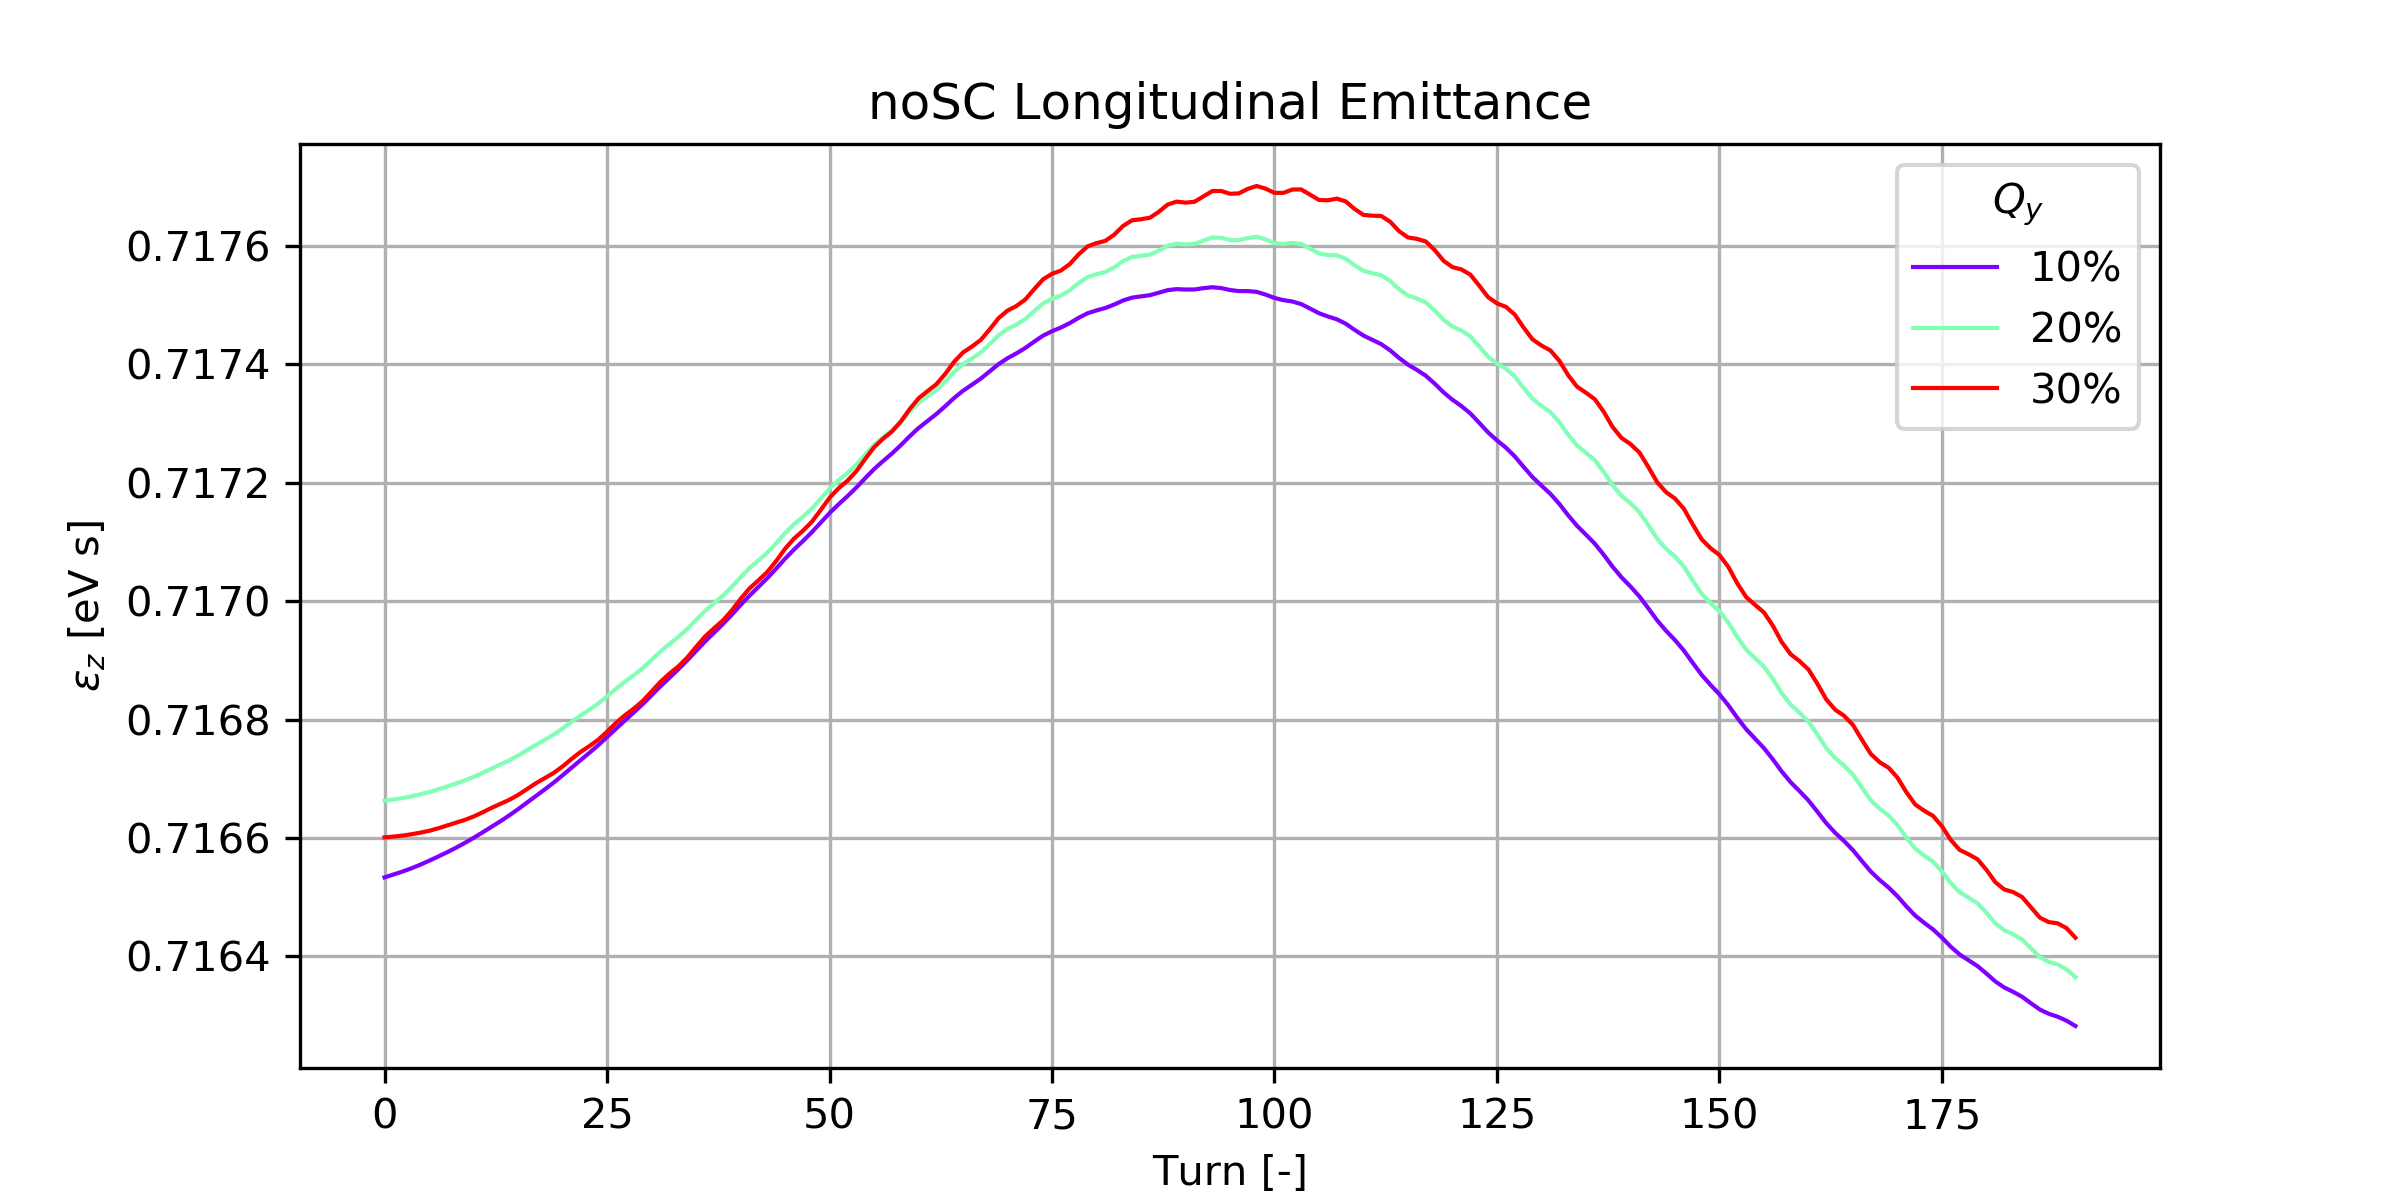 noSC Longitudinal Emittance
Q_y
10%
20%
30%
0.7176
0.7174
0.7172
0.7170
0.7168
0.7166
0.7164
ε_z [eV s]
0 25 50 75 100 125 150 175
Turn [-]